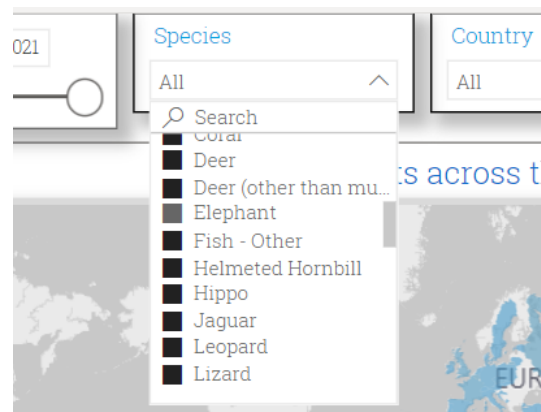 021
Species
Country
All
All
Search
Coral
Deer
Deer (other than mu...
ts across t
Elephant
Fish - Other
Helmeted Hornbill
Hippo
Jaguar
Leopard
Lizard
EUR